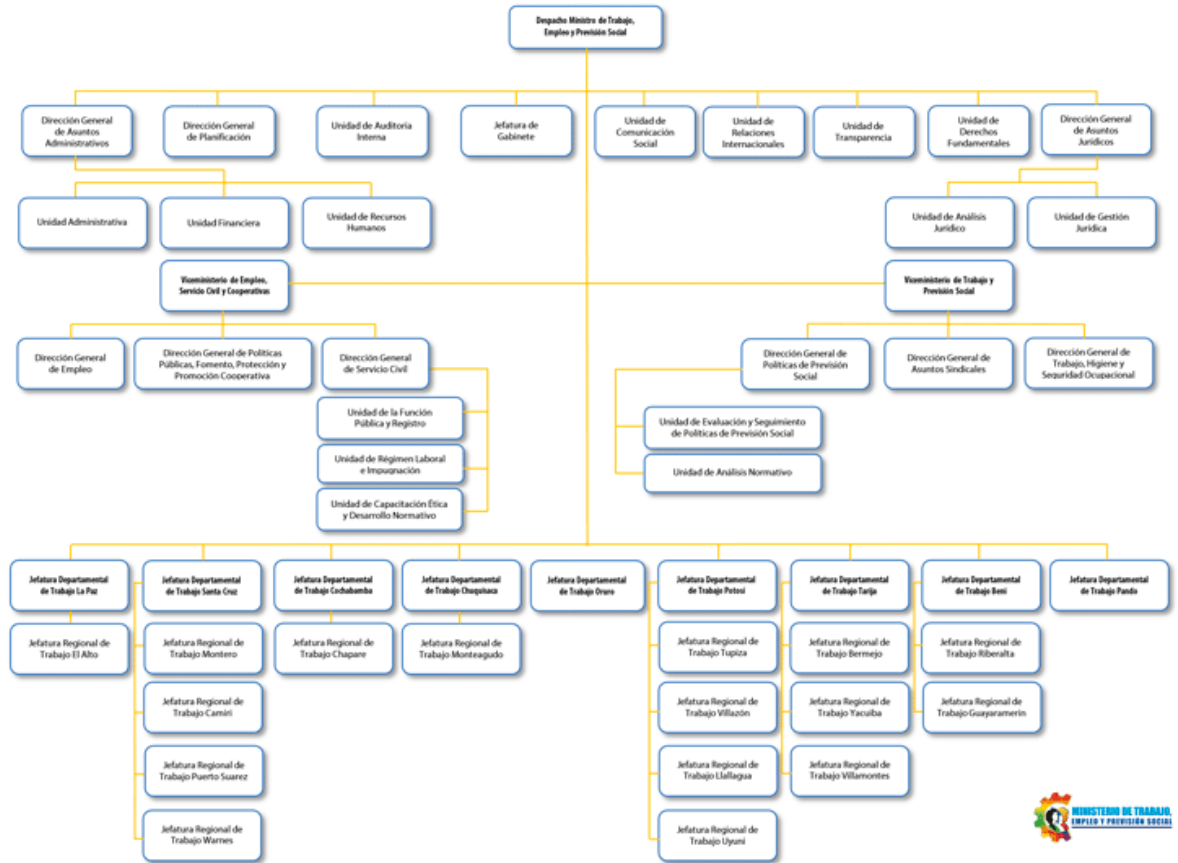 Despacho Ministro de Trabajo,
Empleo y Previsión Social
Dirección General
de Asuntos
Administrativos
Dirección General
de Planificación
Unidad de Auditoria
Interna
Jefatura de
Gabinete
Unidad de
Comunicación
Social
Unidad de
Relaciones
Internacionales
Unidad de
Transparencia
Unidad de
Derechos
Fundamentales
Dirección General
de Asuntos
Jurídicos
Unidad Administrativa
Unidad Financiera
Unidad de Recursos
Humanos
Unidad de Análisis
Jurídico
Unidad de Gestión
Jurídica
Viceministerio de Empleo,
Servicio Civil y Cooperativas
Viceministerio de Trabajo y
Previsión Social
Dirección General
de Empleo
Dirección General de Políticas
Públicas, Fomento, Protección y
Promoción Cooperativa
Dirección General
de Servicio Civil
Dirección General de
Políticas de Previsión
Social
Dirección General de
Asuntos Sindicales
Dirección General de
Trabajo, Higiene y
Seguridad Ocupacional
Unidad de la Función
Pública y Registro
Unidad de Régimen Laboral
e Impugnación
Unidad de Capacitación Ética
y Desarrollo Normativo
Unidad de Evaluación y Seguimiento
de Políticas de Previsión Social
Unidad de Análisis Normativo
Jefatura Departamental
de Trabajo La Paz
Jefatura Departamental
de Trabajo Santa Cruz
Jefatura Departamental
de Trabajo Cochabamba
Jefatura Departamental
de Trabajo Chuquisaca
Jefatura Departamental
de Trabajo Oruro
Jefatura Departamental
de Trabajo Potosí
Jefatura Departamental
de Trabajo Tarija
Jefatura Departamental
de Trabajo Beni
Jefatura Departamental
de Trabajo Pando
Jefatura Regional de
Trabajo El Alto
Jefatura Regional de
Trabajo Montero
Jefatura Regional de
Trabajo Chapare
Jefatura Regional de
Trabajo Monteagudo
Jefatura Regional de
Trabajo Tupiza
Jefatura Regional de
Trabajo Bermejo
Jefatura Regional de
Trabajo Riberalta
Jefatura Regional de
Trabajo Camiri
Jefatura Regional de
Trabajo Villazón
Jefatura Regional de
Trabajo Yacuiba
Jefatura Regional de
Trabajo Guayaramerín
Jefatura Regional de
Trabajo Puerto Suarez
Jefatura Regional de
Trabajo Llallagua
Jefatura Regional de
Trabajo Villamontes
Jefatura Regional de
Trabajo Warnes
Jefatura Regional de
Trabajo Uyuni
MINISTERIO DE TRABAJO,
EMPLEO Y PREVISIÓN SOCIAL